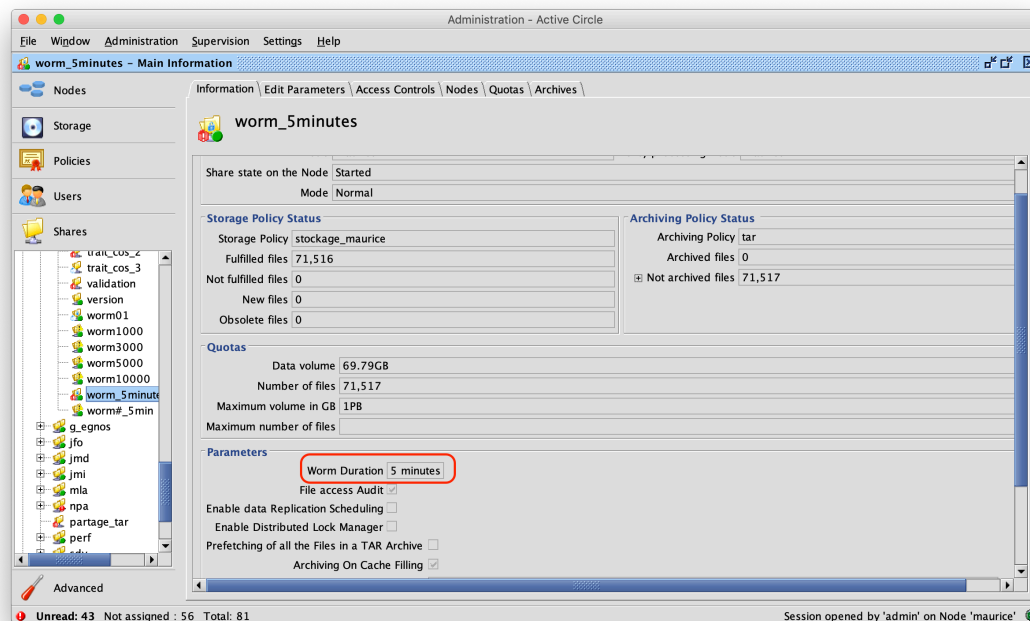 Administration - Active Circle
File Window Administration Supervision Settings Help
worm_5minutes - Main Information
Nodes
Storage
Policies
Users
Shares
trait_cos_2
trait_cos_3
validation
version
worm01
worm1000
worm3000
worm5000
worm10000
worm_5minute
worm#_5min
g_egnos
jfo
jmd
jmi
mla
npa
partage_tar
perf
Advanced
Information Edit Parameters Access Controls Nodes Quotas Archives
worm_5minutes
Share state on the Node Started
Mode Normal
Storage Policy Status
Storage Policy stockage_maurice
Fulfilled files 71,516
Not fulfilled files 0
New files 0
Obsolete files 0
Archiving Policy Status
Archiving Policy tar
Archived files 0
Not archived files 71,517
Quotas
Data volume 69.79GB
Number of files 71,517
Maximum volume in GB 1PB
Maximum number of files
Parameters
Worm Duration 5 minutes
File access Audit
Enable data Replication Scheduling
Enable Distributed Lock Manager
Prefetching of all the Files in a TAR Archive
Archiving On Cache Filling
Unread: 43 Not assigned : 56 Total: 81
Session opened by 'admin' on Node 'maurice'